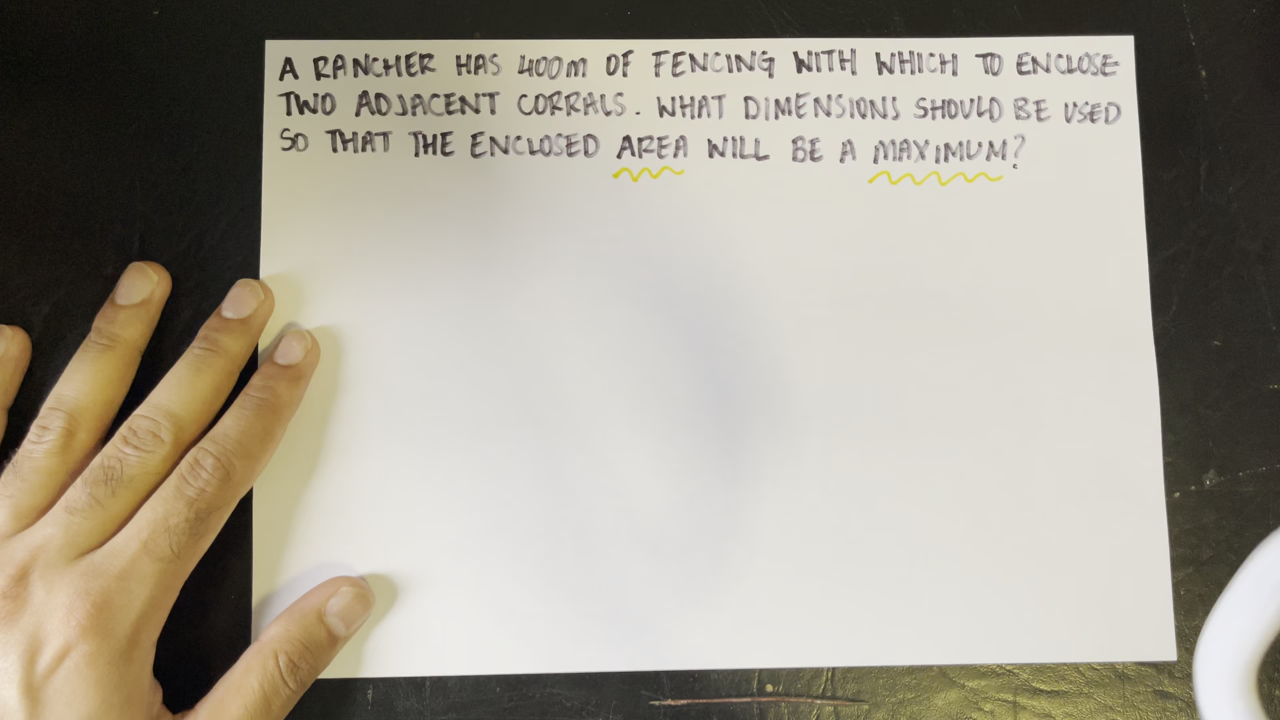 A RANCHER HAS 400m OF FENCING WITH WHICH TO ENCLOSE
TWO ADJACENT CORRALS. WHAT DIMENSIONS SHOULD BE USED
SO THAT THE ENCLOSED AREA WILL BE A MAXIMUM?